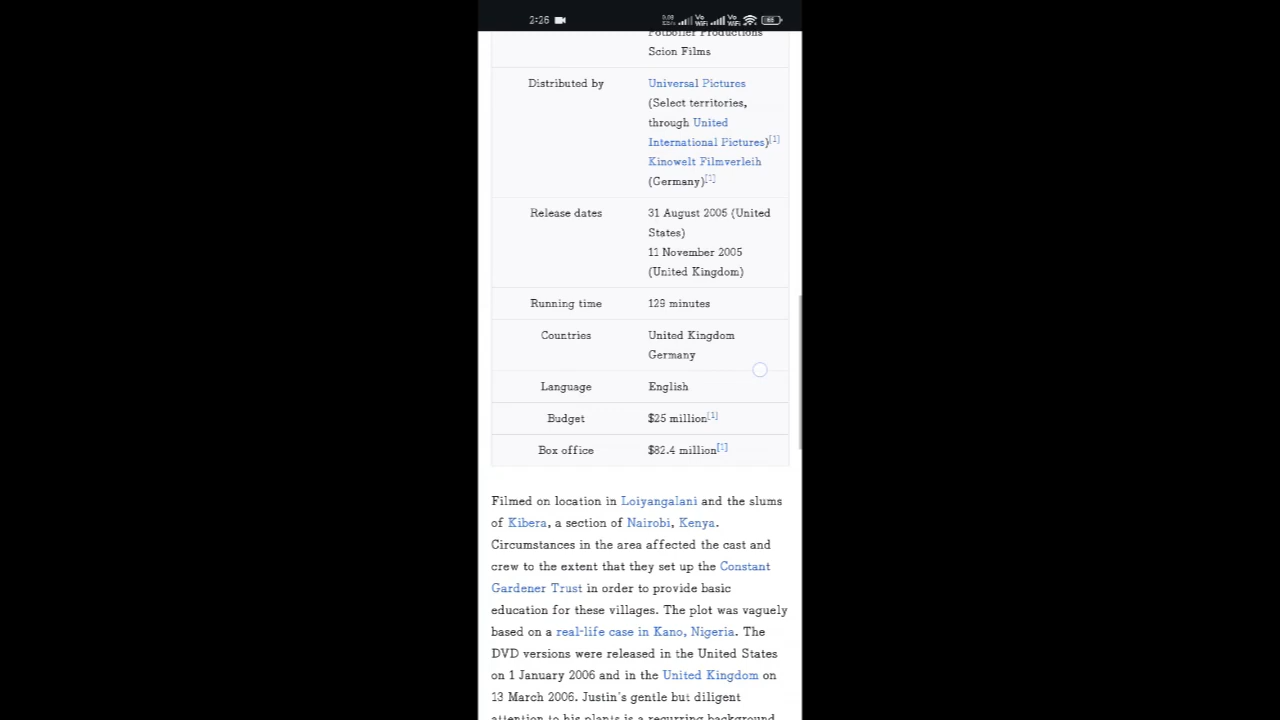 2:26
Potboiler Productions
Scion Films
Distributed by
Universal Pictures
(Select territories,
through United
International Pictures)[1]
Kinowelt Filmverleih
(Germany)[1]
Release dates
31 August 2005 (United
States)
11 November 2005
(United Kingdom)
Running time
129 minutes
Countries
United Kingdom
Germany
Language
English
Budget
$25 million[1]
Box office
$82.4 million[1]
Filmed on location in Loiyangalani and the slums
of Kibera, a section of Nairobi, Kenya.
Circumstances in the area affected the cast and
crew to the extent that they set up the Constant
Gardener Trust in order to provide basic
education for these villages. The plot was vaguely
based on a real-life case in Kano, Nigeria. The
DVD versions were released in the United States
on 1 January 2006 and in the United Kingdom on
13 March 2006. Justin's gentle but diligent
attention to his plants is a recurring background